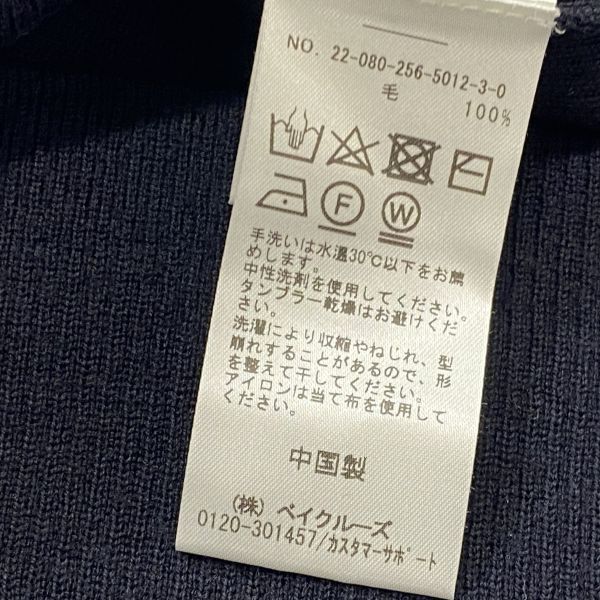 NO. 22-080-256-5012-3-0
毛 100%
F
W
手洗いは水温30℃以下をお薦
めします。
中性洗剤を使用してください。
タンブラー乾燥はお避けくだ
さい。
洗濯により収縮やねじれ、型
崩れすることがあるので、形
を整えて干してください。
アイロンは当て布を使用して
ください。
中国製
(株) ベイクルーズ
0120-301457/カスタマーサポート